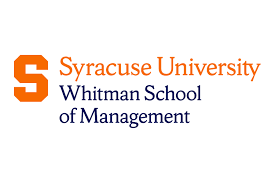 S Syracuse University
Whitman School
of Management